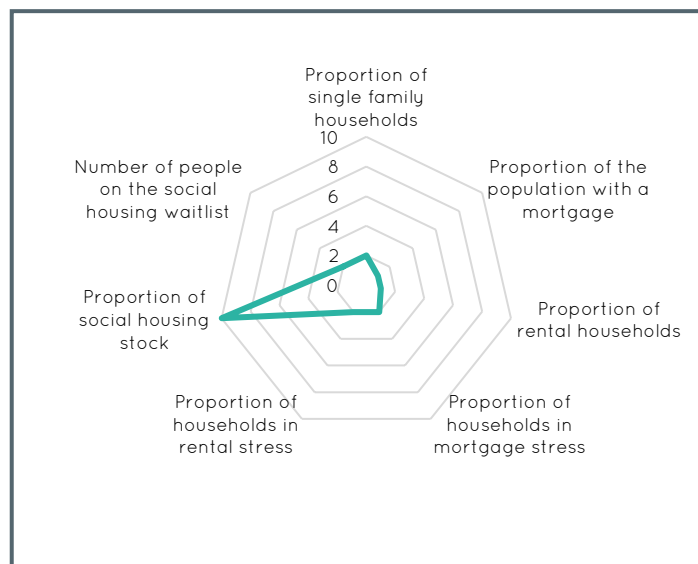 Proportion of
single family
households
10
8
6
4
2
0
Number of people
on the social
housing waitlist
Proportion of the
population with a
mortgage
Proportion of
social housing
stock
Proportion of
rental households
Proportion of
households in
rental stress
Proportion of
households in
mortgage stress